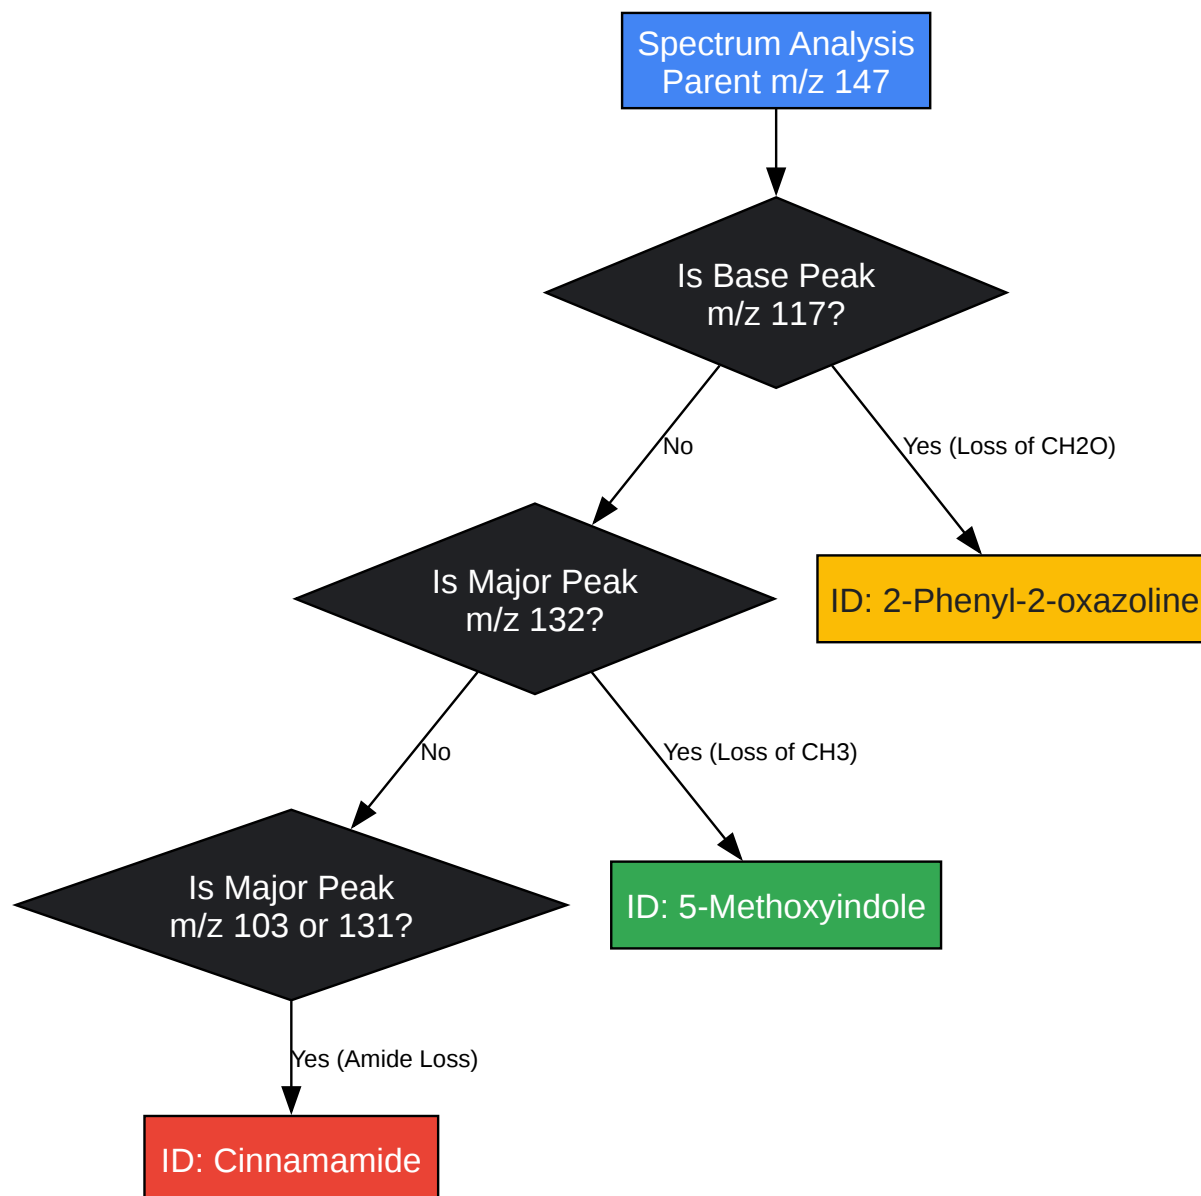 Spectrum Analysis
Parent m/z 147
Is Base Peak
m/z 117?
No
Yes (Loss of CH2O)
Is Major Peak
m/z 132?
ID: 2-Phenyl-2-oxazoline
No
Yes (Loss of CH3)
Is Major Peak
m/z 103 or 131?
ID: 5-Methoxyindole
Yes (Amide Loss)
ID: Cinnamamide